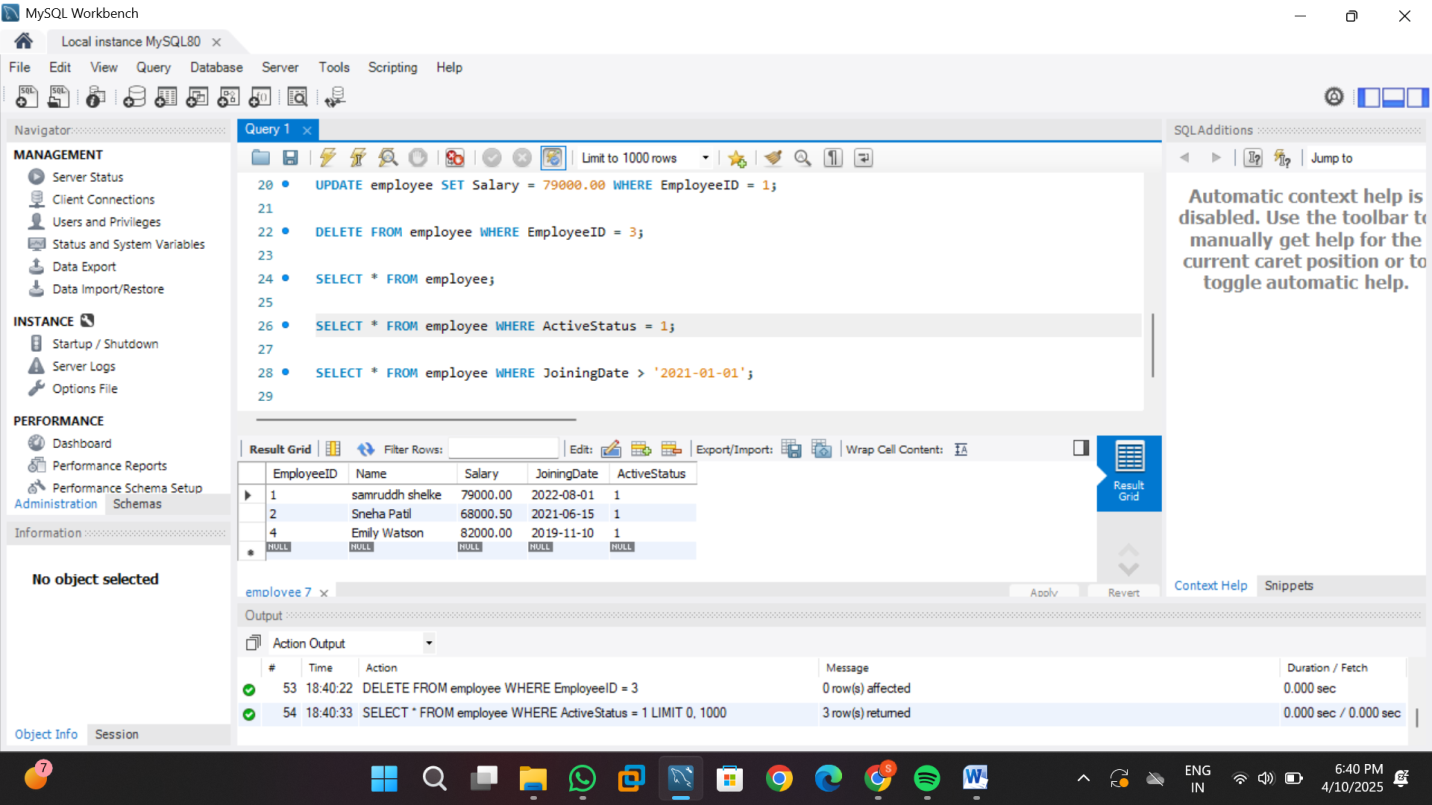 MySQL Workbench
Local instance MySQL80
File Edit View Query Database Server Tools Scripting Help
Navigator
MANAGEMENT
Server Status
Client Connections
Users and Privileges
Status and System Variables
Data Export
Data Import/Restore
INSTANCE
Startup / Shutdown
Server Logs
Options File
PERFORMANCE
Dashboard
Performance Reports
Performance Schema Setup
Administration Schemas
Information
No object selected
Object Info Session
Query 1
Limit to 1000 rows
20 UPDATE employee SET Salary = 79000.00 WHERE EmployeeID = 1;
21
22 DELETE FROM employee WHERE EmployeeID = 3;
23
24 SELECT * FROM employee;
25
26 SELECT * FROM employee WHERE ActiveStatus = 1;
27
28 SELECT * FROM employee WHERE JoiningDate > '2021-01-01';
29
Result Grid Filter Rows: Edit: Export/Import: Wrap Cell Content:
EmployeeID Name Salary JoiningDate ActiveStatus
1 samruddh shelke 79000.00 2022-08-01 1
2 Sneha Patil 68000.50 2021-06-15 1
4 Emily Watson 82000.00 2019-11-10 1
NULL NULL NULL NULL NULL
Result
Grid
employee 7 Apply Revert
SQLAdditions
Jump to
Automatic context help is
disabled. Use the toolbar to
manually get help for the
current caret position or to
toggle automatic help.
Context Help Snippets
Output
Action Output
# Time Action Message Duration / Fetch
53 18:40:22 DELETE FROM employee WHERE EmployeeID = 3 0 row(s) affected 0.000 sec
54 18:40:33 SELECT * FROM employee WHERE ActiveStatus = 1 LIMIT 0, 1000 3 row(s) returned 0.000 sec / 0.000 sec
7
S
W
ENG
IN
6:40 PM
4/10/2025